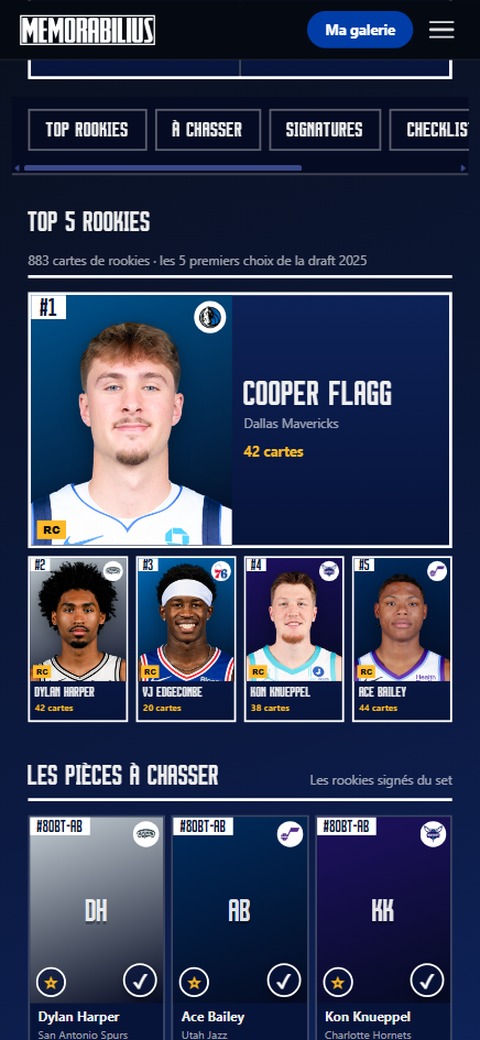 MEMORABILIUS
Ma galerie
TOP ROOKIES
À CHASSER
SIGNATURES
CHECKLIS
TOP 5 ROOKIES
883 cartes de rookies · les 5 premiers choix de la draft 2025
#1
COOPER FLAGG
Dallas Mavericks
42 cartes
RC
#2
RC
DYLAN HARPER
42 cartes
#3
76
RC
VJ EDGECOMBE
20 cartes
#4
RC
KON KNUEPPEL
38 cartes
#5
Health
RC
ACE BAILEY
44 cartes
LES PIÈCES À CHASSER
Les rookies signés du set
#80BT-AB
DH
Dylan Harper
San Antonio Spurs
#80BT-AB
AB
Ace Bailey
Utah Jazz
#80BT-AB
KK
Kon Knueppel
Charlotte Hornets